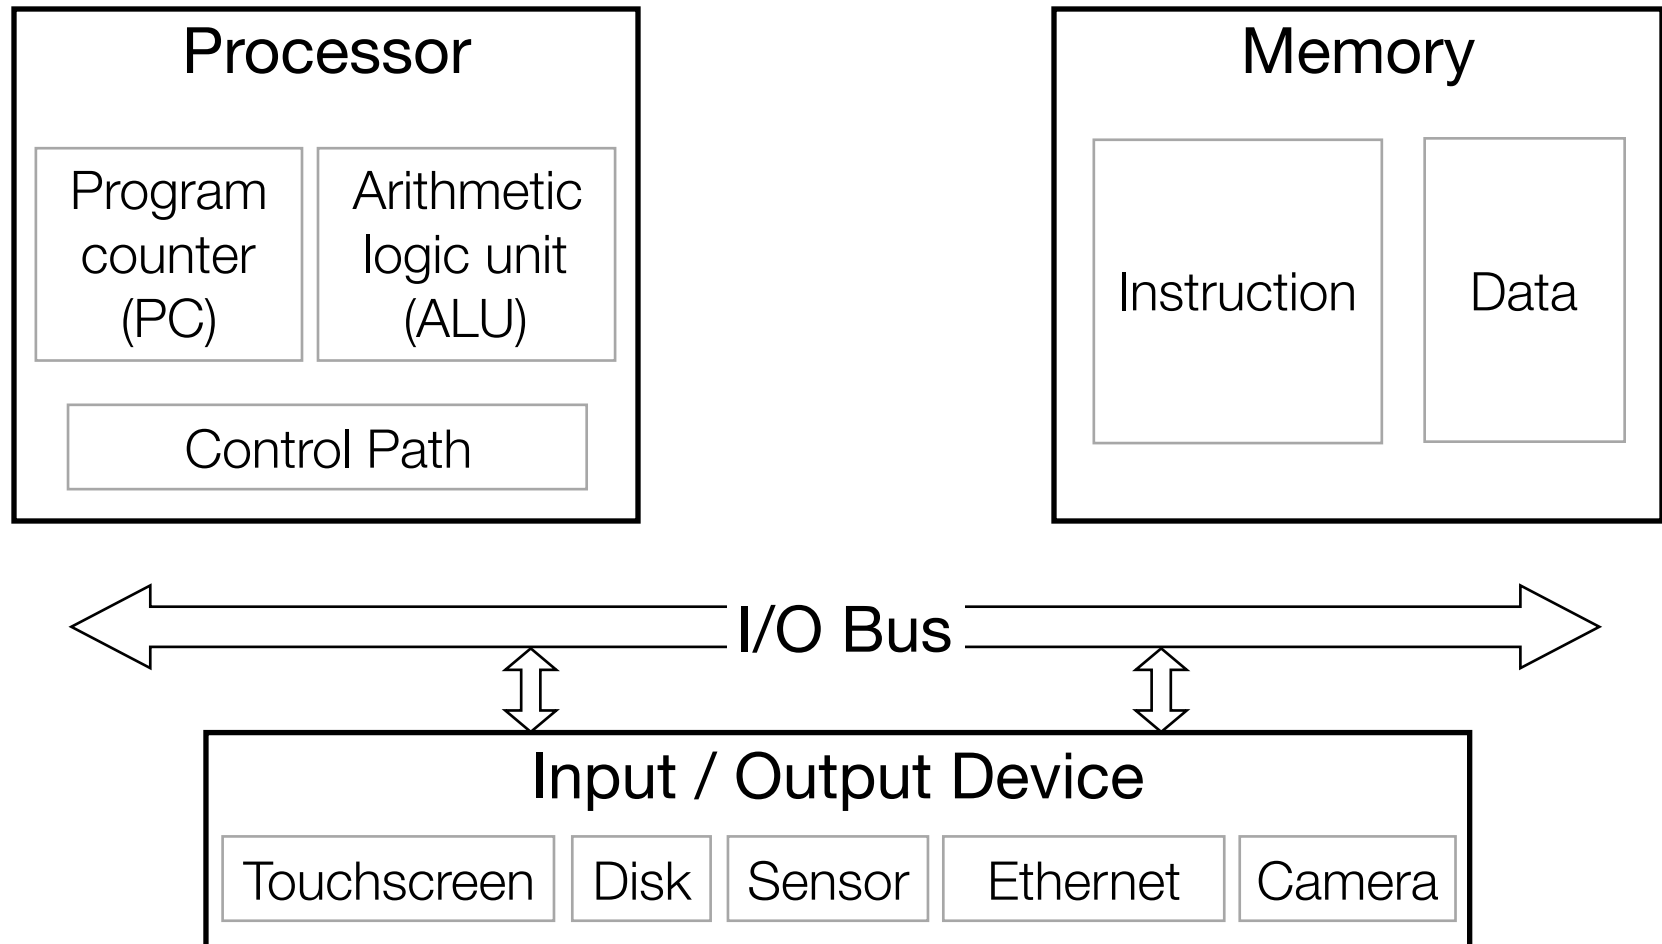 Processor
Program
counter
(PC)
Arithmetic
logic unit
(ALU)
Control Path
Memory
Instruction
Data
I/O Bus
Input / Output Device
Touchscreen
Disk
Sensor
Ethernet
Camera